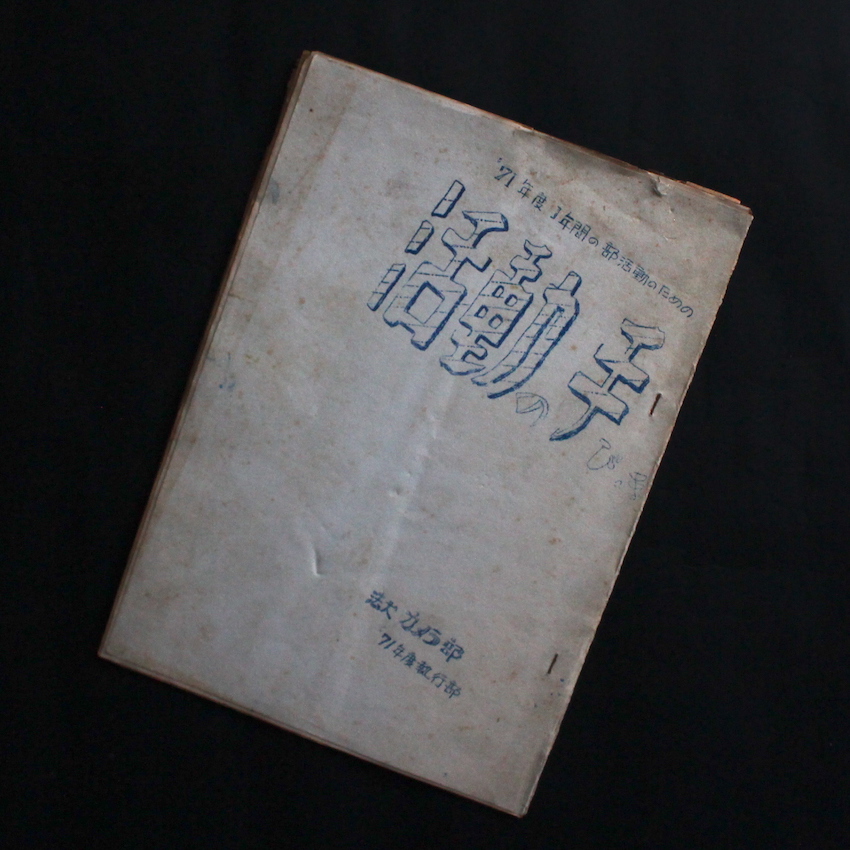 '71年度1年間の部活動のための
活動の手び
法大 カメラ部
'71年度執行部